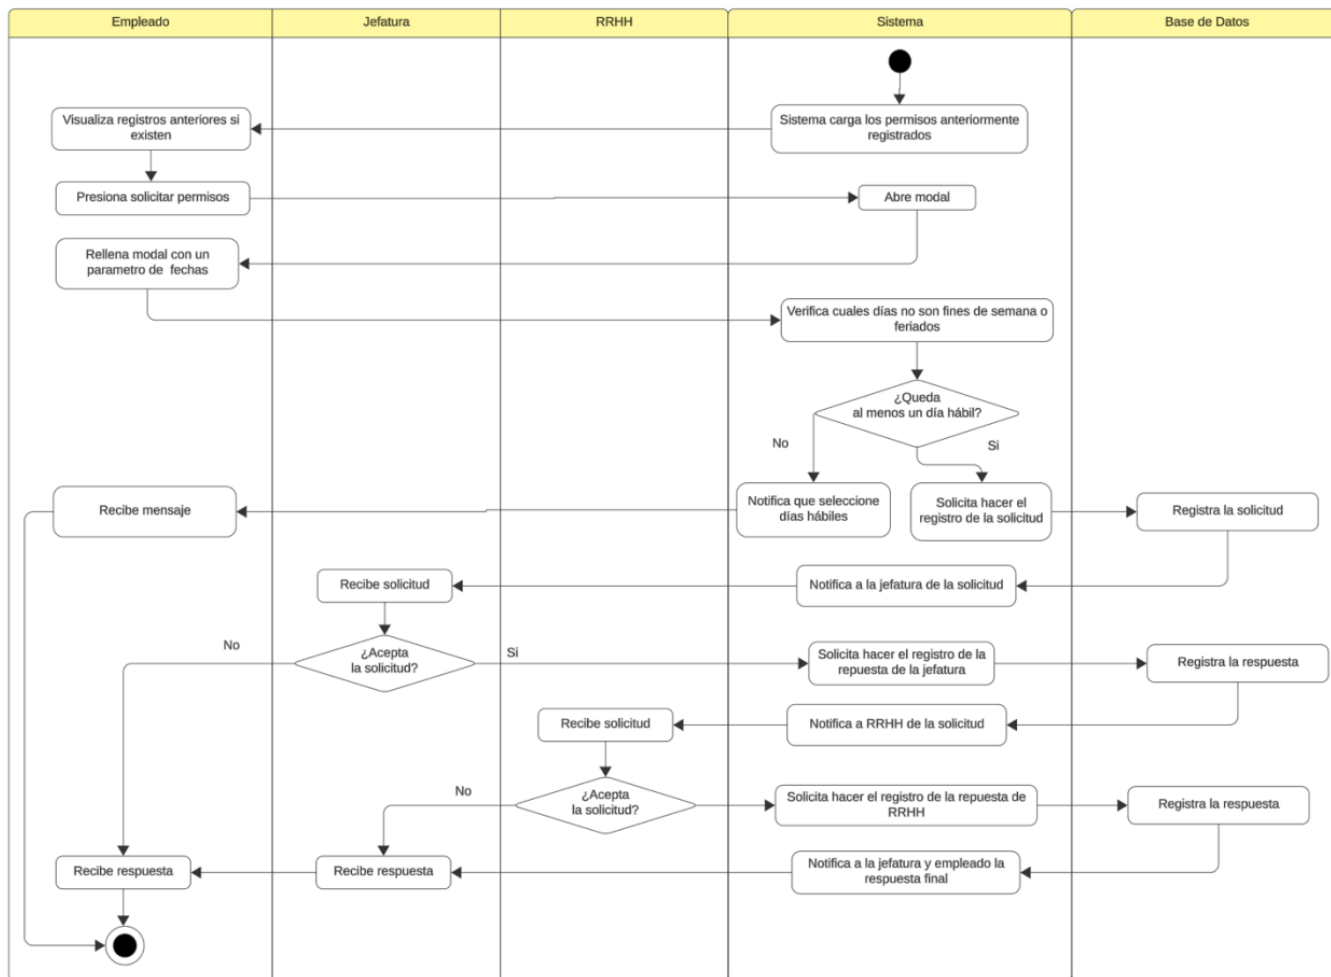 Empleado
Jefatura
RRHH
Sistema
Base de Datos
Visualiza registros anteriores si
existen
Sistema carga los permisos anteriormente
registrados
Presiona solicitar permisos
Abre modal
Rellena modal con un
parametro de fechas
Verifica cuales días no son fines de semana o
feriados
¿Queda
al menos un día hábil?
No
Si
Recibe mensaje
Notifica que seleccione
días hábiles
Solicita hacer el
registro de la solicitud
Registra la solicitud
Recibe solicitud
Notifica a la jefatura de la solicitud
No
¿Acepta
la solicitud?
Si
Solicita hacer el registro de la
repuesta de la jefatura
Registra la respuesta
Recibe solicitud
Notifica a RRHH de la solicitud
No
¿Acepta
la solicitud?
Solicita hacer el registro de la repuesta de
RRHH
Registra la respuesta
Recibe respuesta
Recibe respuesta
Notifica a la jefatura y empleado la
respuesta final